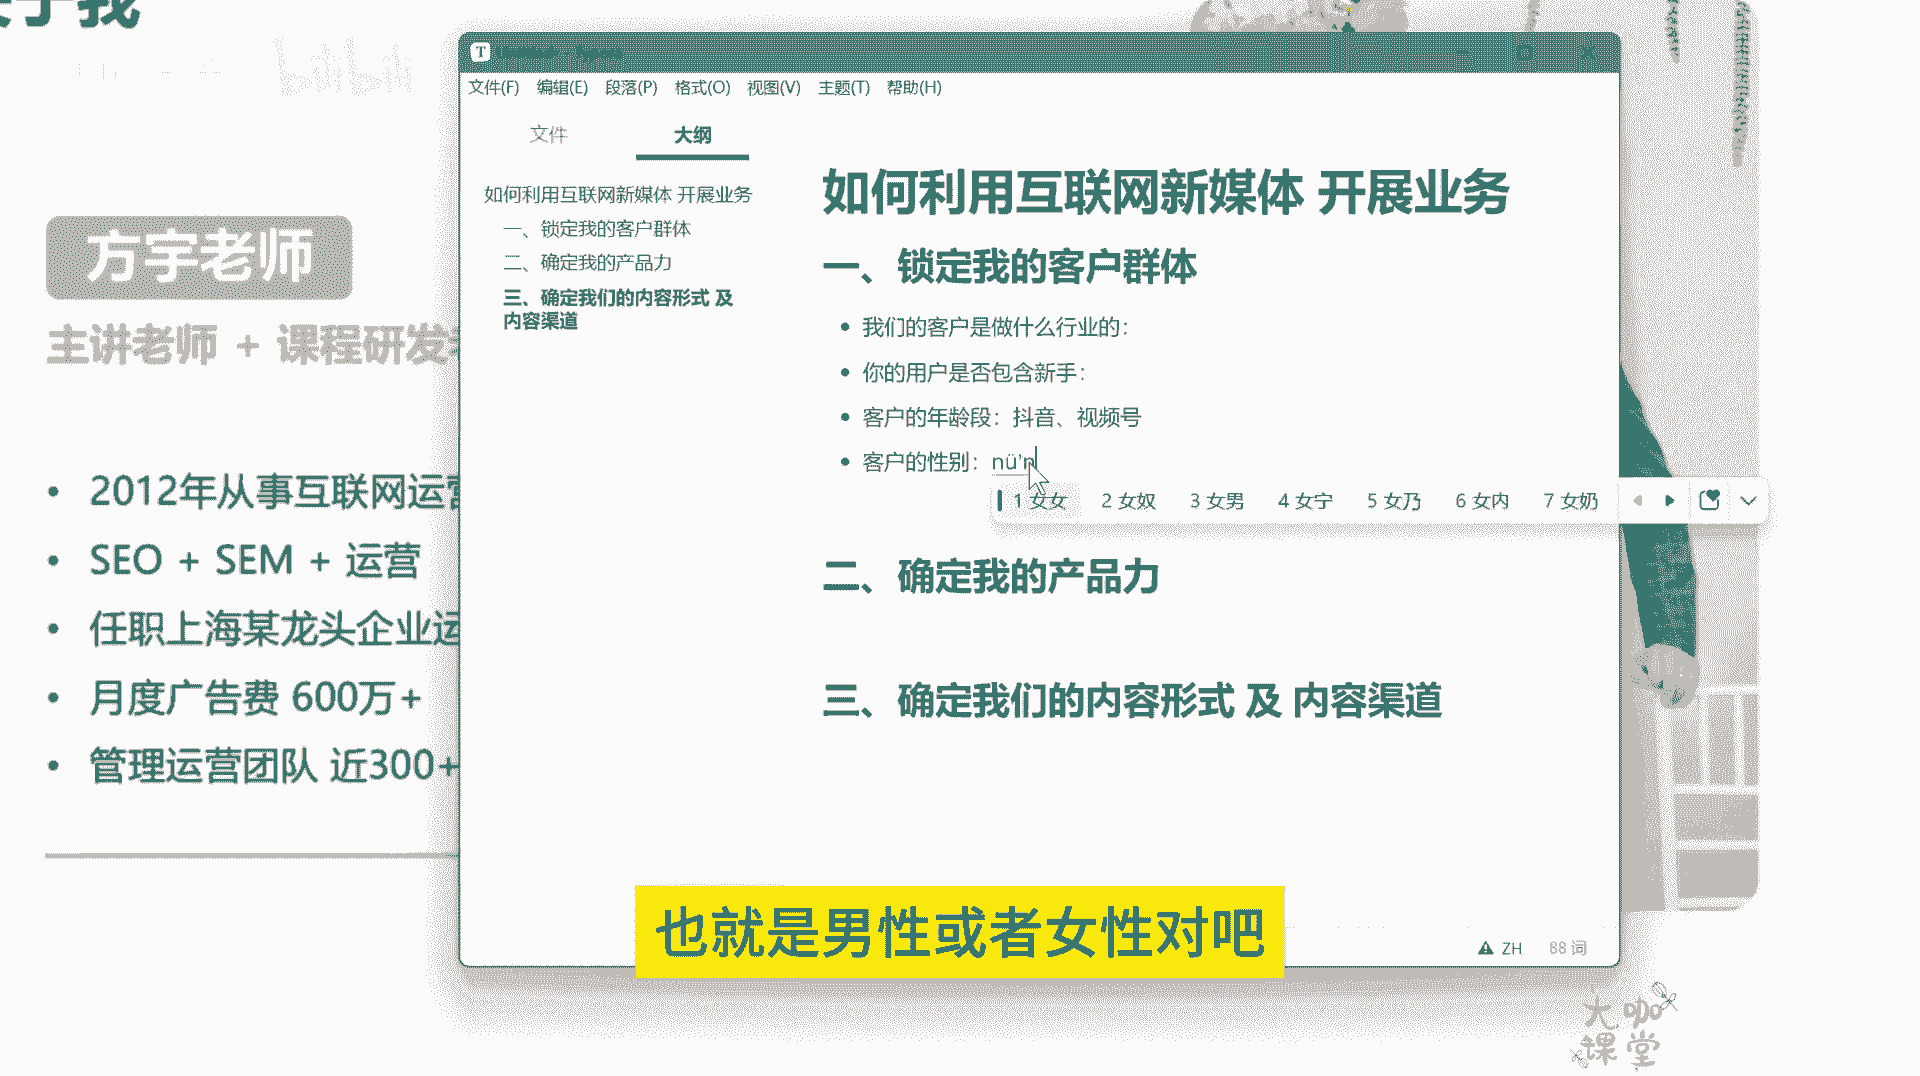 bilibili
方宇老师
主讲老师 + 课程研发
• 2012年从事互联网运营
• SEO + SEM + 运营
• 任职上海某龙头企业运
• 月度广告费 600万+
• 管理运营团队 近300+
T
文件(F) 编辑(E) 段落(P) 格式(O) 视图(V) 主题(T) 帮助(H)
文件 大纲
如何利用互联网新媒体 开展业务
一、锁定我的客户群体
二、确定我的产品力
三、确定我们的内容形式 及
内容渠道
如何利用互联网新媒体 开展业务
一、锁定我的客户群体
• 我们的客户是做什么行业的：
• 你的用户是否包含新手：
• 客户的年龄段：抖音、视频号
• 客户的性别：nü'n
1 女女 2 女奴 3 女男 4 女宁 5 女乃 6 女内 7 女奶
二、确定我的产品力
三、确定我们的内容形式 及 内容渠道
也就是男性或者女性对吧
ZH 88 词
大咖
课堂